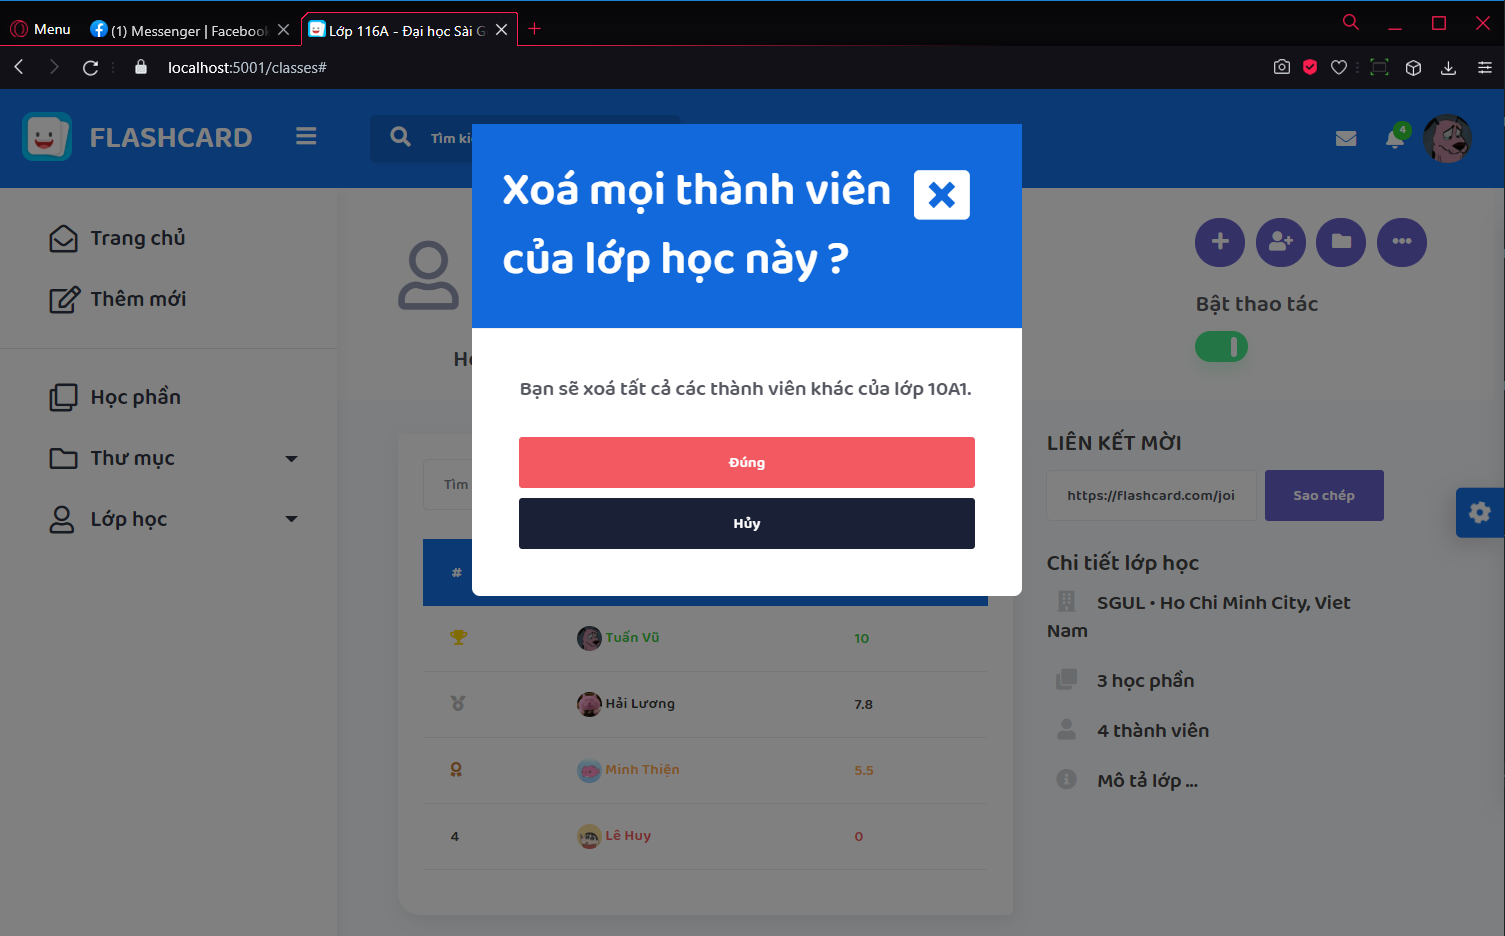 Menu
(1) Messenger | Facebook
Lớp 116A - Đại học Sài G
localhost:5001/classes#
FLASHCARD
Tìm ki
4
Xoá mọi thành viên
của lớp học này ?
Trang chủ
Thêm mới
Học phần
Thư mục
Lớp học
Bật thao tác
Bạn sẽ xoá tất cả các thành viên khác của lớp 10A1.
Đúng
Hủy
Tìm
#
Tuấn Vũ
10
Hải Lương
7.8
Minh Thiện
5.5
4
Lê Huy
0
LIÊN KẾT MỜI
https://flashcard.com/joi
Sao chép
Chi tiết lớp học
SGUL • Ho Chi Minh City, Viet
Nam
3 học phần
4 thành viên
Mô tả lớp ...